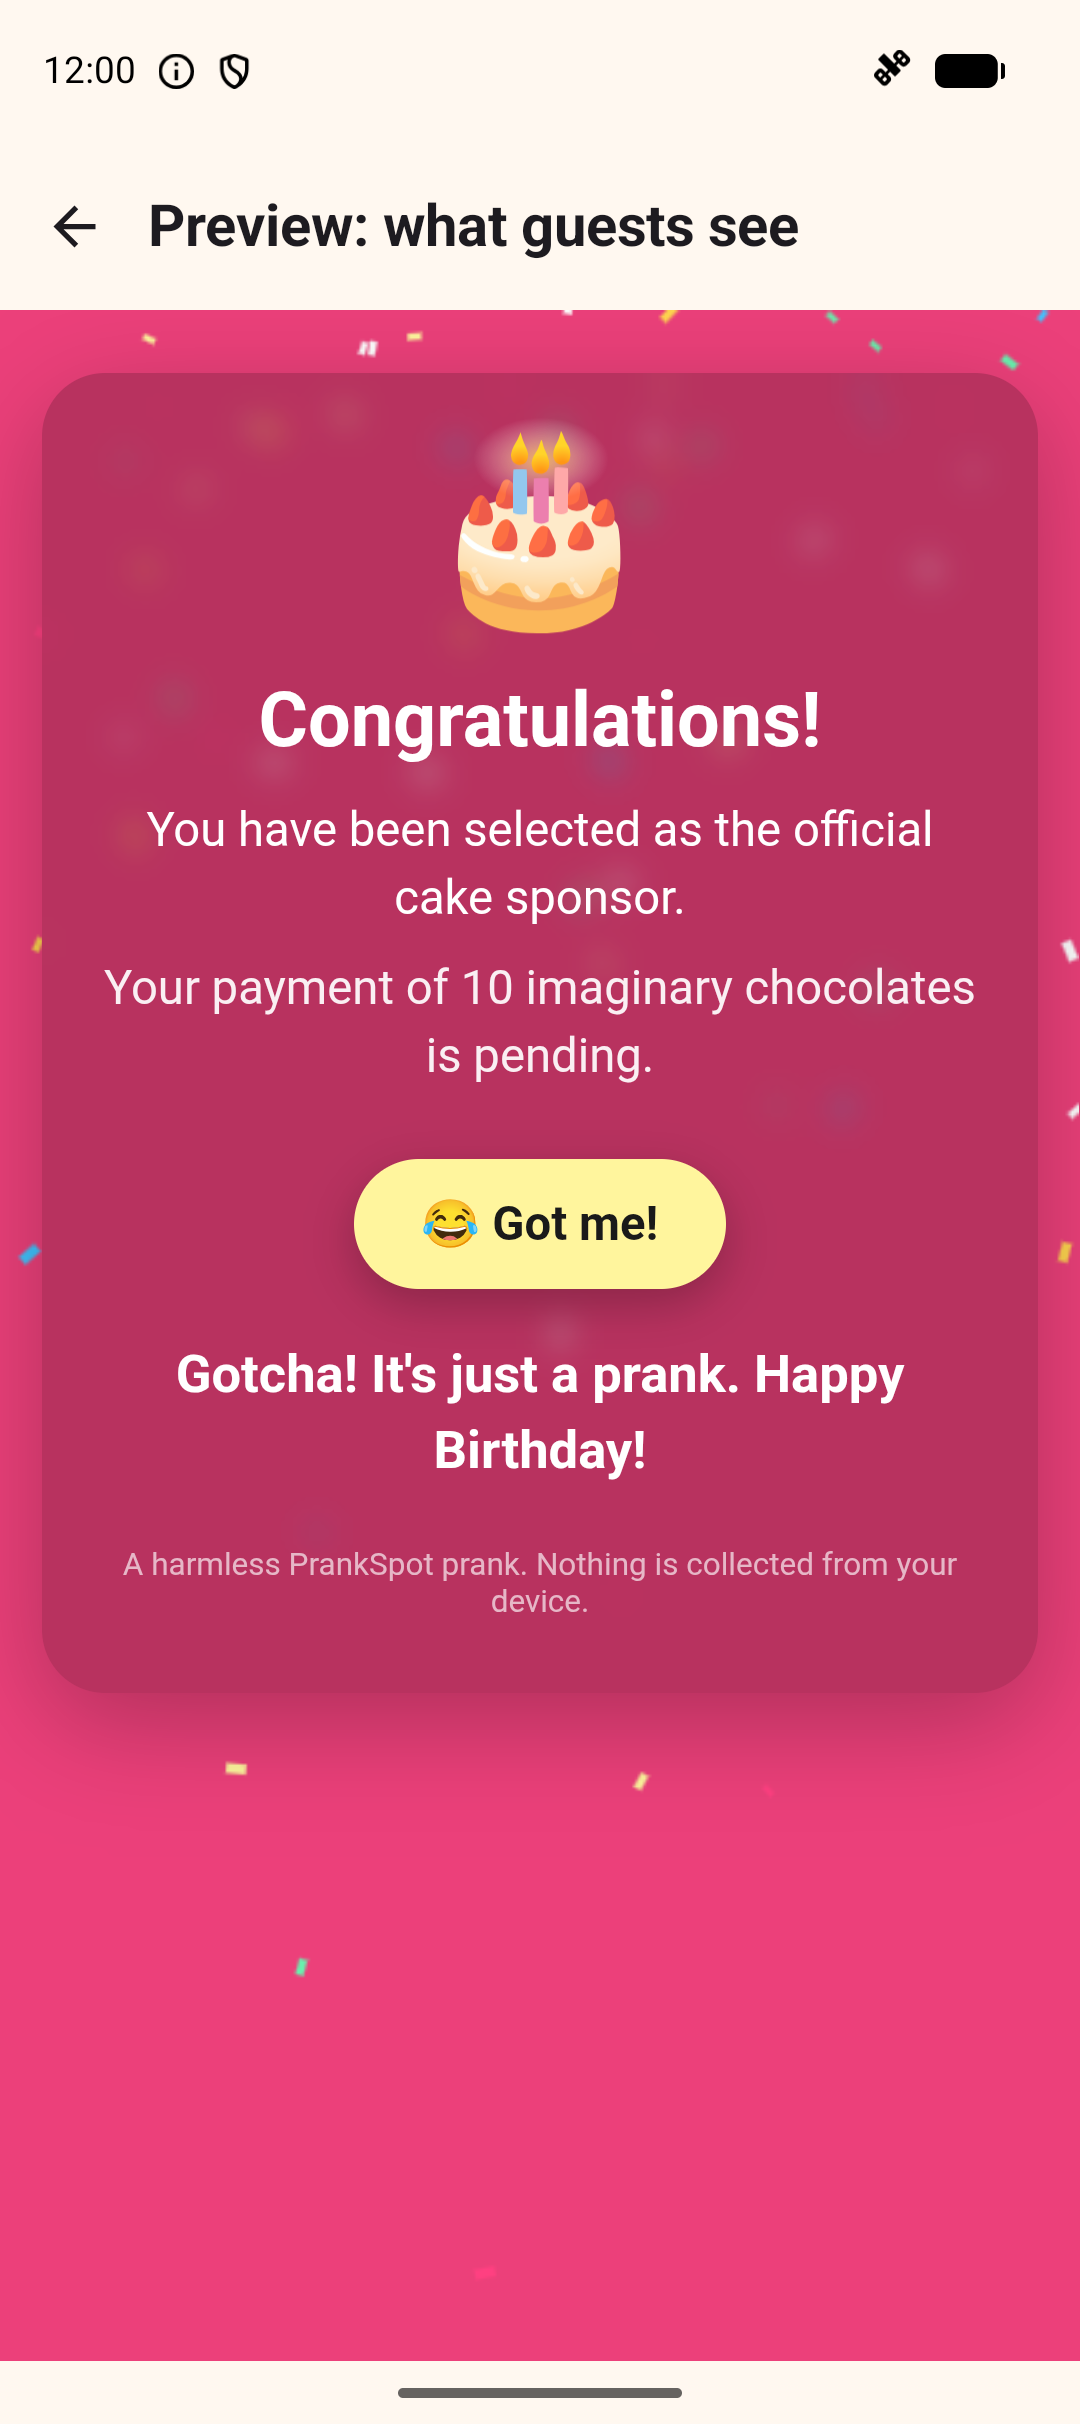 12:00
Preview: what guests see
Congratulations!
You have been selected as the official
cake sponsor.
Your payment of 10 imaginary chocolates
is pending.
😂 Got me!
Gotcha! It's just a prank. Happy
Birthday!
A harmless PrankSpot prank. Nothing is collected from your
device.